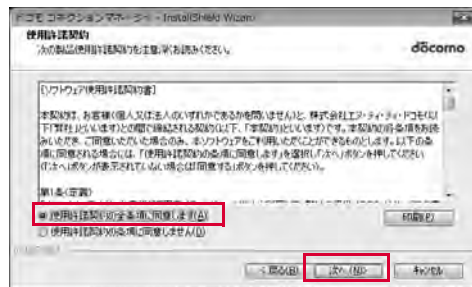 ドコモ コネクションマネージャ - InstallShield Wizard
使用許諾契約
次の製品使用許諾契約を注意深くお読みください。
döcomo
【ソフトウェア使用許諾契約書】
本契約は、お客様(個人又は法人のいずれかであるかを問いません)と、株式会社エヌ・ティ・ティ・ドコモ(以
下「弊社」といいます)との間で締結される契約(以下、「本契約」といいます)です。本契約の各条項をお読
みいただき、ご同意いただいた場合のみ、本ソフトウェアをご利用いただくことができるものとします。以下の条
項に同意される場合には、「使用許諾契約の条項に同意します」を選択し「次へ」ボタンを押してください
(「次へ」ボタンが表示されていない場合は「同意する」ボタンを押してください)。
第1条(定義)
使用許諾契約の全条項に同意します(A)
使用許諾契約の条項に同意しません(D)
印刷(P)
InstallShield
< 戻る(B)
次へ(N) >
キャンセル